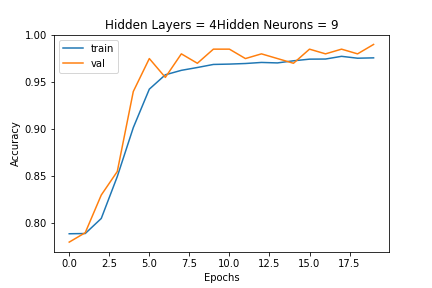 Hidden Layers = 4Hidden Neurons = 9
1.00
0.95
0.90
0.85
0.80
Accuracy
train
val
0.0 2.5 5.0 7.5 10.0 12.5 15.0 17.5
Epochs